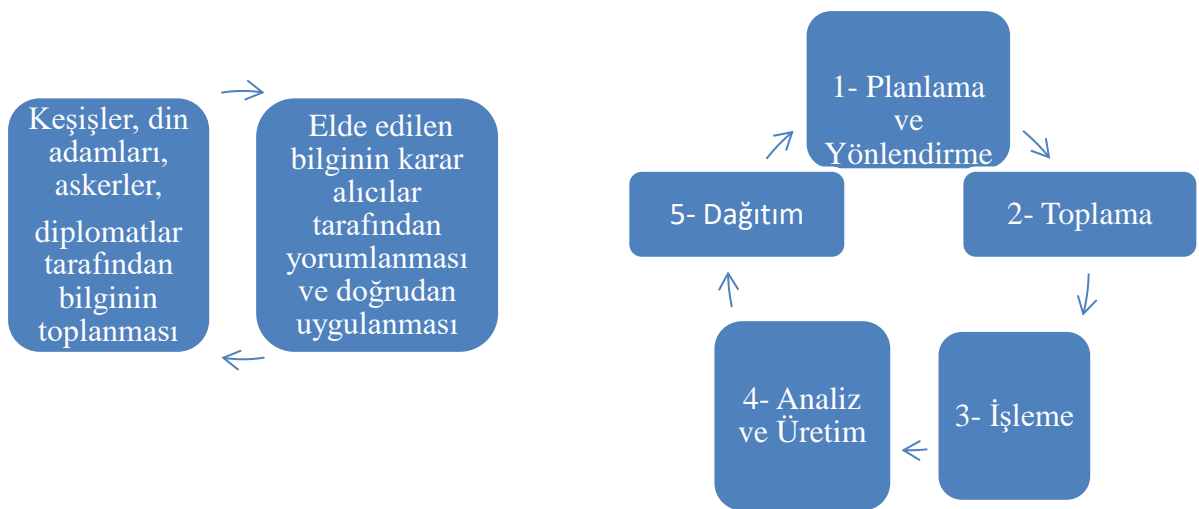 Keşişler, din
adamları,
askerler,
diplomatlar
tarafından
bilginin
toplanması
Elde edilen
bilginin karar
alıcılar
tarafından
yorumlanması
ve doğrudan
uygulanması
1- Planlama
ve
Yönlendirme
2- Toplama
3- İşleme
4- Analiz
ve Üretim
5- Dağıtım